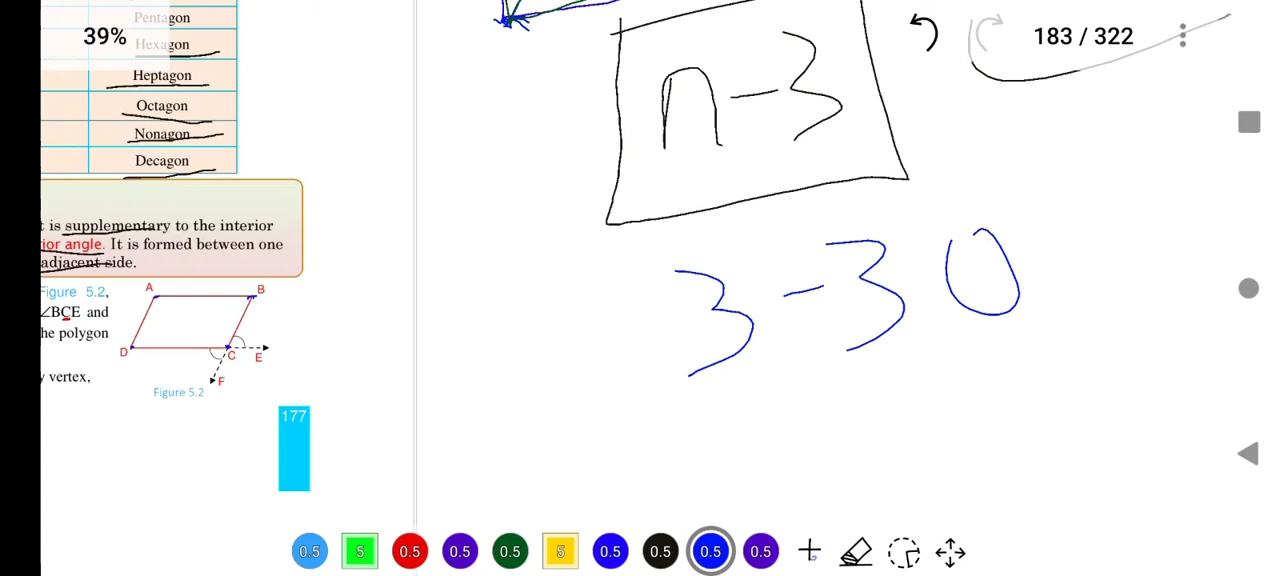 39%
183 / 322
Pentagon
Hexagon
Heptagon
Octagon
Nonagon
Decagon
n - 3
t is supplementary to the interior
ior angle. It is formed between one
adjacent side.
Figure 5.2,
∠BCE and
he polygon
y vertex,
A
B
D
C
E
F
Figure 5.2
177
3 - 3 0
0.5
5
0.5
0.5
0.5
5
0.5
0.5
0.5
0.5